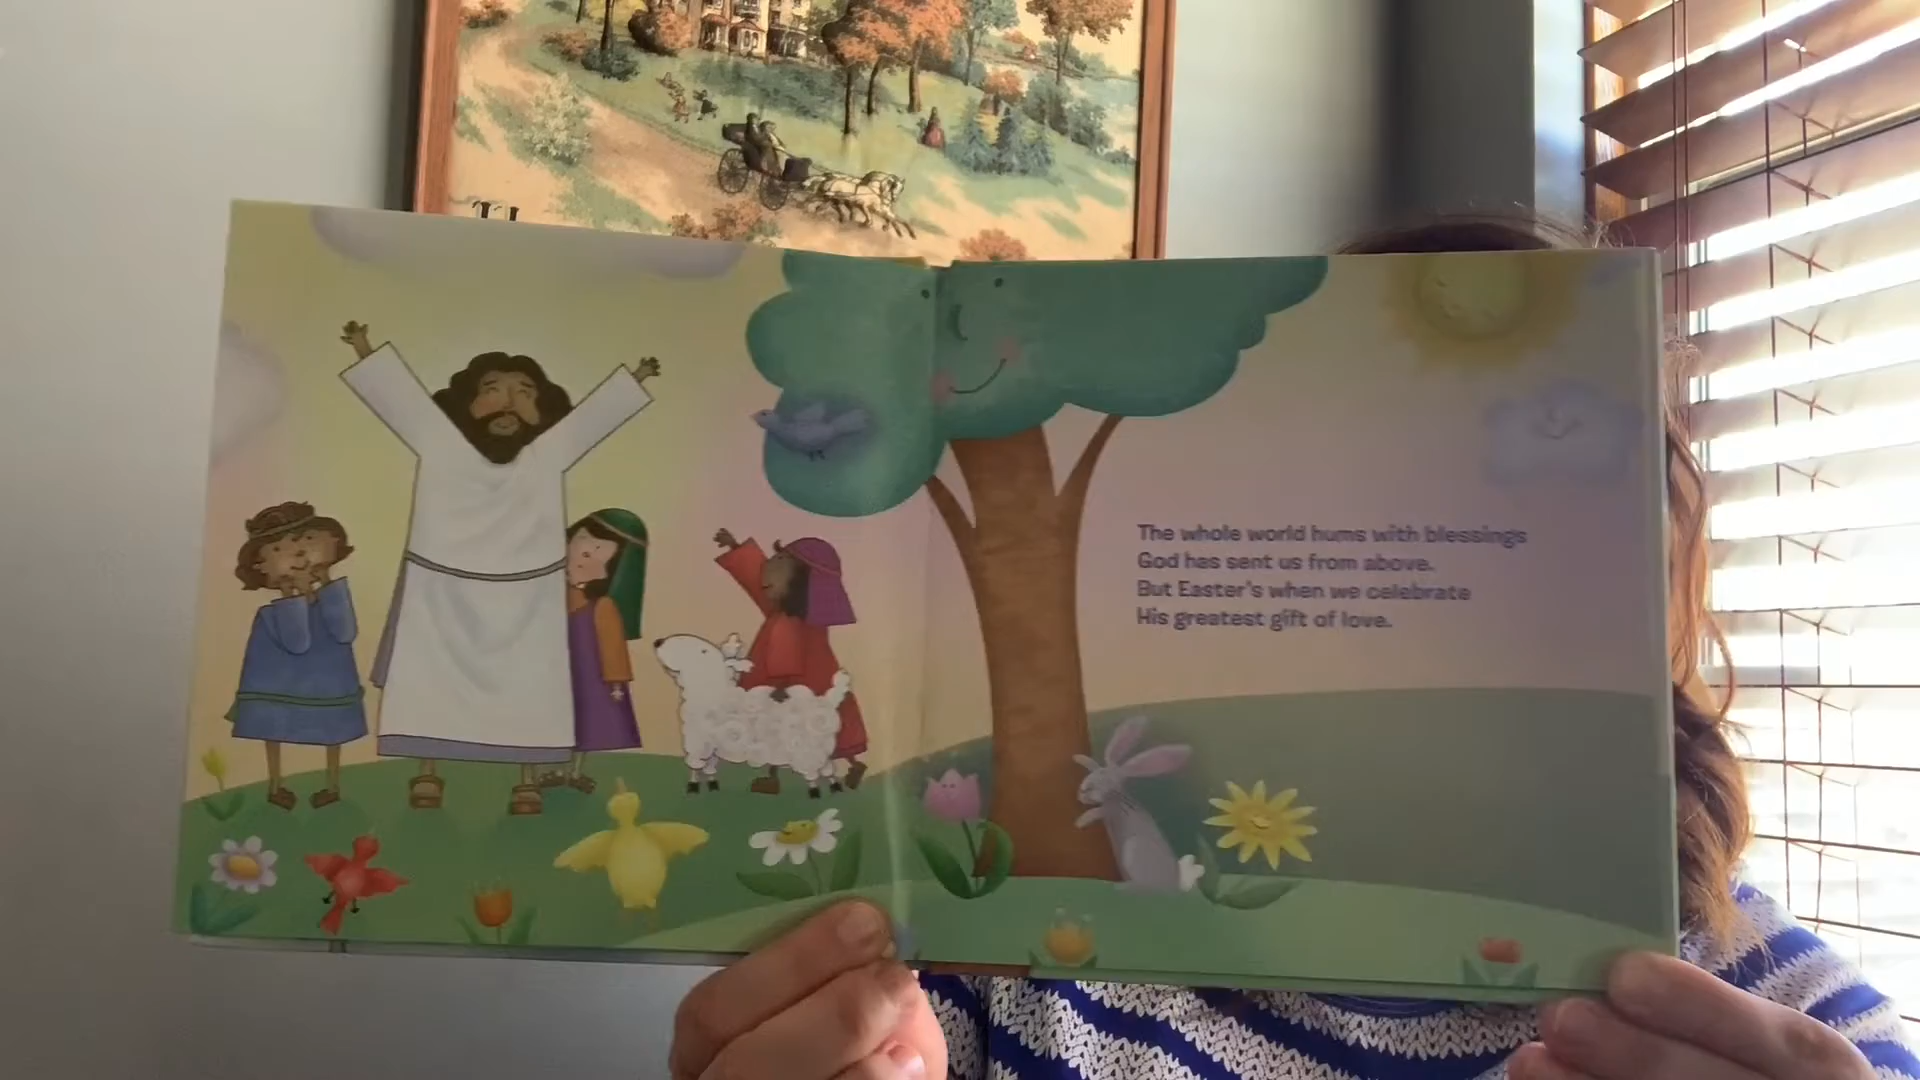 The whole world hums with blessings
God has sent us from above.
But Easter's when we celebrate
His greatest gift of love.